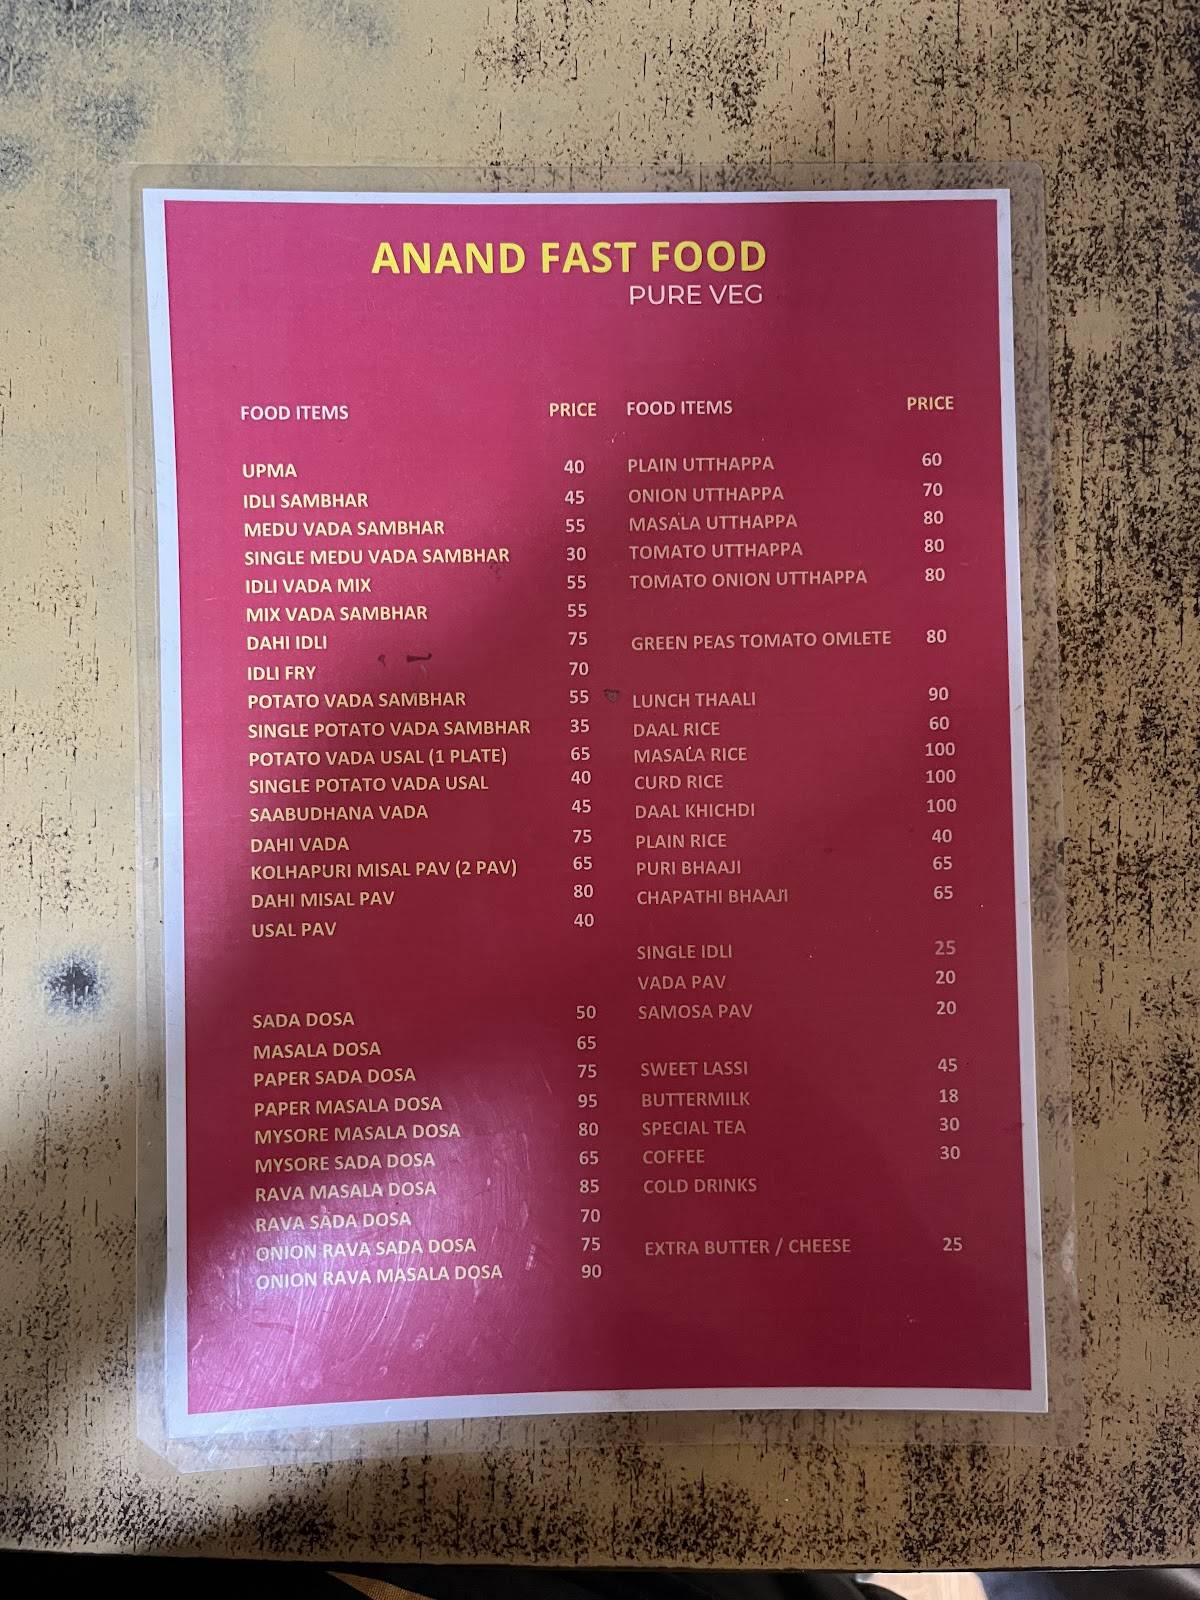 ANAND FAST FOOD
PURE VEG
FOOD ITEMS PRICE
UPMA 40
IDLI SAMBHAR 45
MEDU VADA SAMBHAR 55
SINGLE MEDU VADA SAMBHAR 30
IDLI VADA MIX 55
MIX VADA SAMBHAR 55
DAHI IDLI 75
IDLI FRY 70
POTATO VADA SAMBHAR 55
SINGLE POTATO VADA SAMBHAR 35
POTATO VADA USAL (1 PLATE) 65
SINGLE POTATO VADA USAL 40
SAABUDHANA VADA 45
DAHI VADA 75
KOLHAPURI MISAL PAV (2 PAV) 65
DAHI MISAL PAV 80
USAL PAV 40
SADA DOSA 50
MASALA DOSA 65
PAPER SADA DOSA 75
PAPER MASALA DOSA 95
MYSORE MASALA DOSA 80
MYSORE SADA DOSA 65
RAVA MASALA DOSA 85
RAVA SADA DOSA 70
ONION RAVA SADA DOSA 75
ONION RAVA MASALA DOSA 90
FOOD ITEMS PRICE
PLAIN UTTHAPPA 60
ONION UTTHAPPA 70
MASALA UTTHAPPA 80
TOMATO UTTHAPPA 80
TOMATO ONION UTTHAPPA 80
GREEN PEAS TOMATO OMLETE 80
LUNCH THAALI 90
DAAL RICE 60
MASALA RICE 100
CURD RICE 100
DAAL KHICHDI 100
PLAIN RICE 40
PURI BHAAJI 65
CHAPATHI BHAAJI 65
SINGLE IDLI 25
VADA PAV 20
SAMOSA PAV 20
SWEET LASSI 45
BUTTERMILK 18
SPECIAL TEA 30
COFFEE 30
COLD DRINKS
EXTRA BUTTER / CHEESE 25